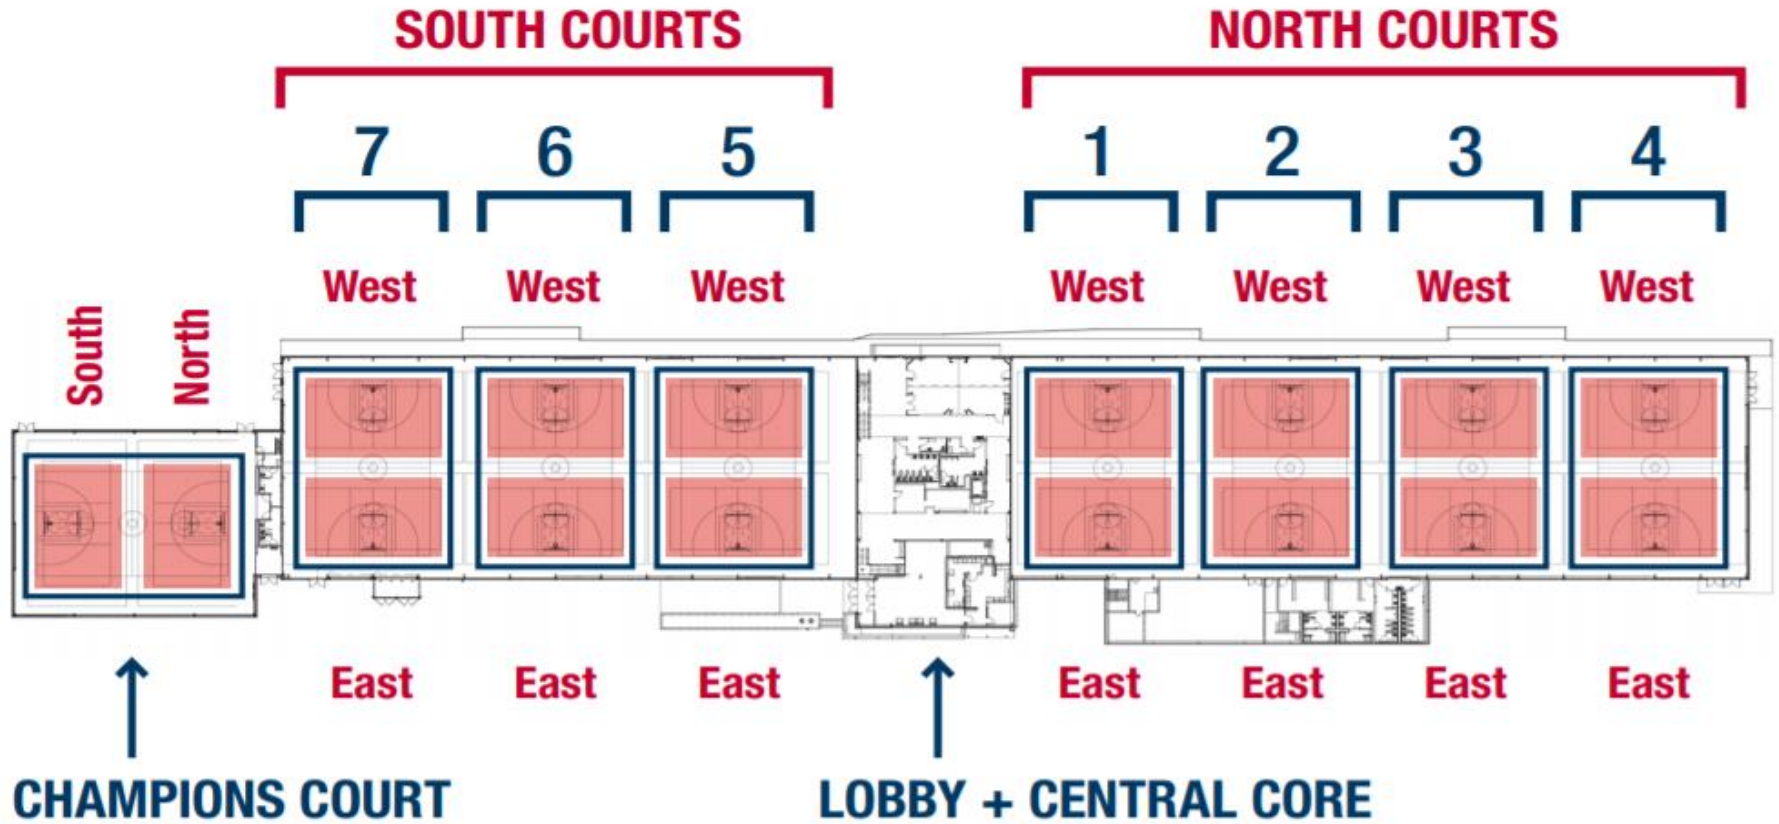 SOUTH COURTS
NORTH COURTS
7
6
5
1
2
3
4
West
West
West
West
West
West
West
South
North
East
East
East
East
East
East
East
CHAMPIONS COURT
LOBBY + CENTRAL CORE